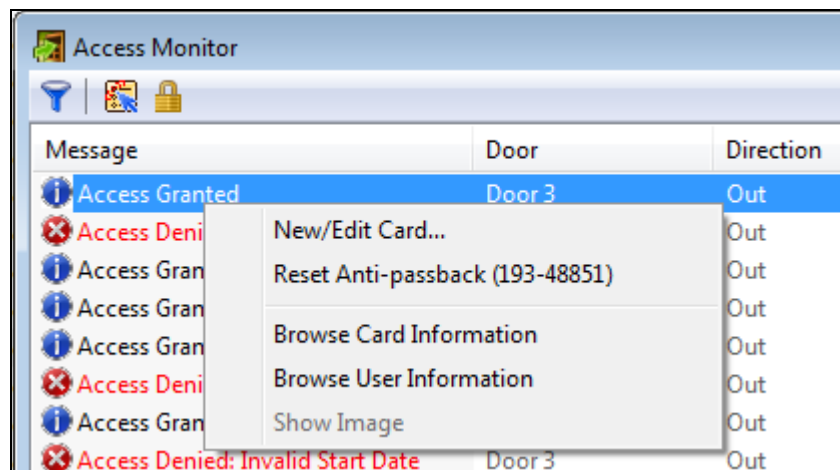 Access Monitor
Message Door Direction
Access Granted Door 3 Out
Access Deni Out
Access Gran Out
Access Gran Out
Access Gran Out
Access Deni Out
Access Gran Out
Access Denied: Invalid Start Date Door 3 Out
New/Edit Card...
Reset Anti-passback (193-48851)
Browse Card Information
Browse User Information
Show Image